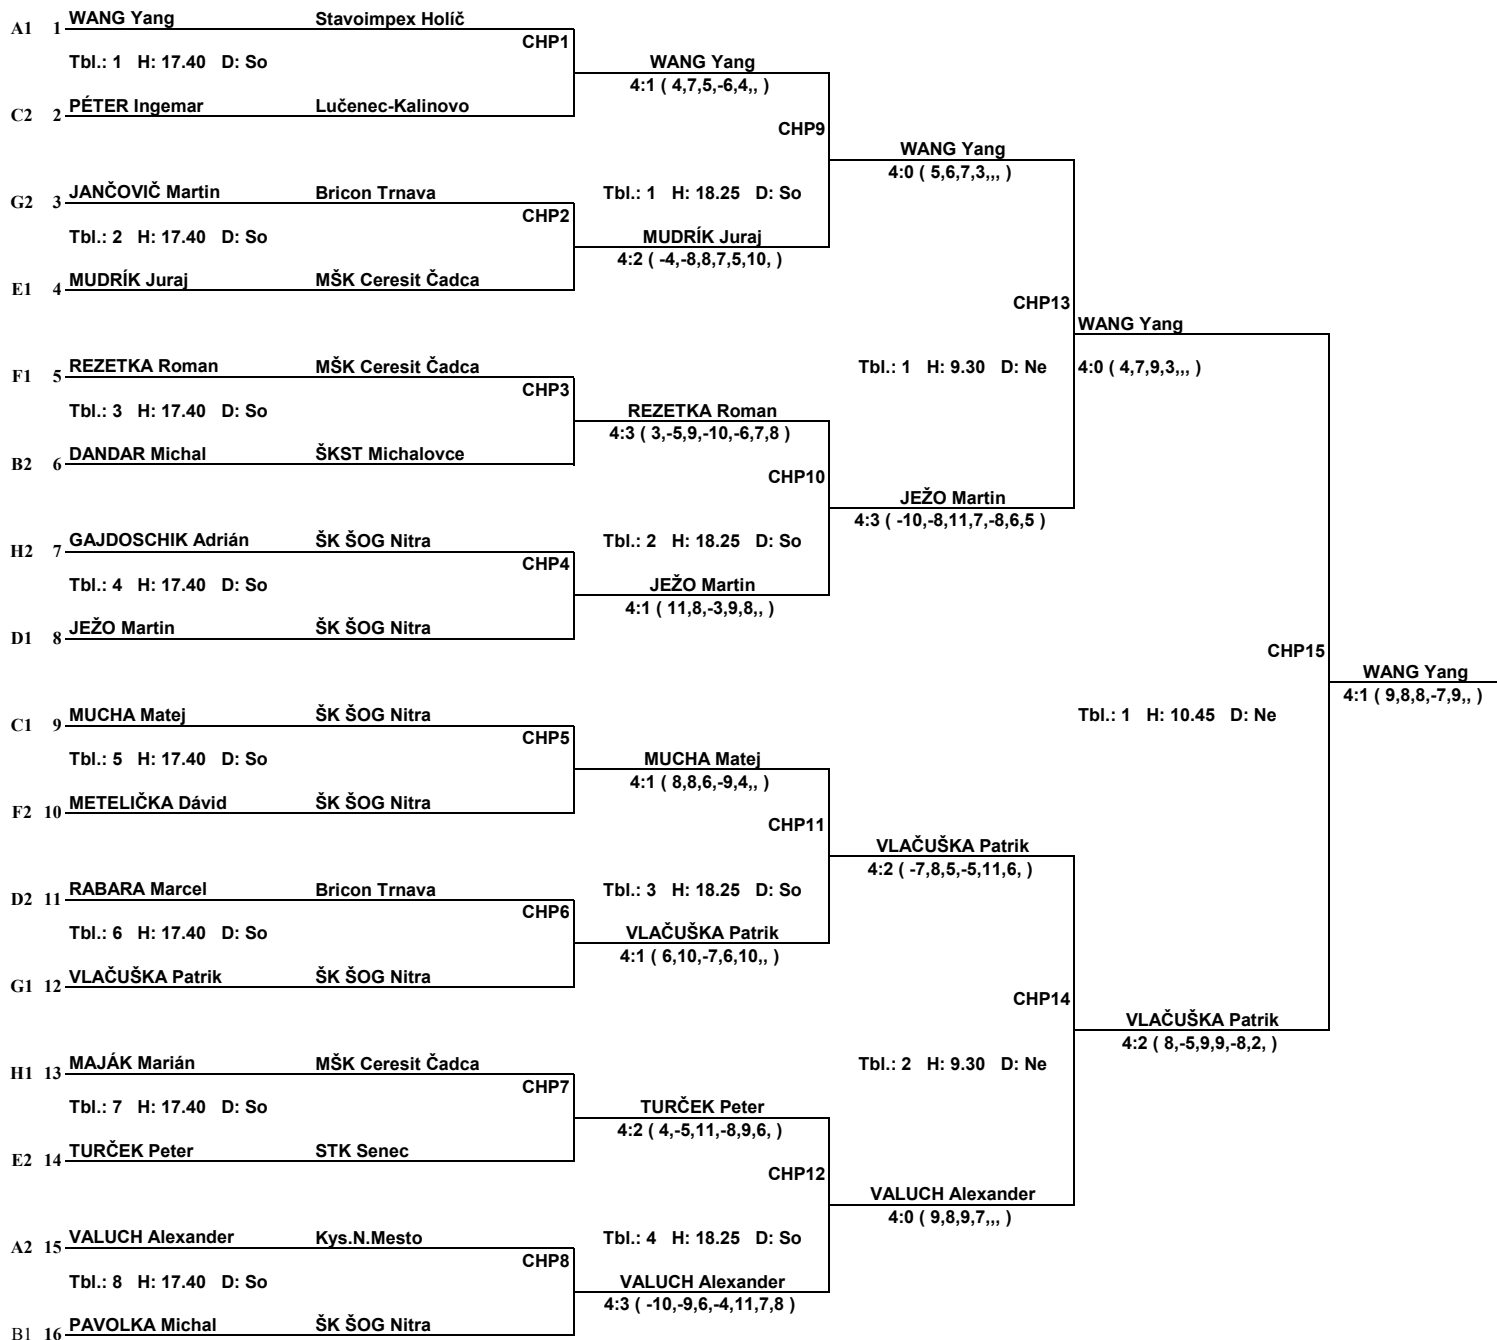 A1 1 WANG Yang Stavoimpex Holíč
CHP1
Tbl.: 1 H: 17.40 D: So
WANG Yang
4:1 ( 4,7,5,-6,4,, )
C2 2 PÉTER Ingemar Lučenec-Kalinovo
CHP9
WANG Yang
4:0 ( 5,6,7,3,,, )
G2 3 JANČOVIČ Martin Bricon Trnava
Tbl.: 1 H: 18.25 D: So
CHP2
Tbl.: 2 H: 17.40 D: So
MUDRÍK Juraj
4:2 ( -4,-8,8,7,5,10, )
E1 4 MUDRÍK Juraj MŠK Ceresit Čadca
CHP13
WANG Yang
4:0 ( 4,7,9,3,,, )
F1 5 REZETKA Roman MŠK Ceresit Čadca
Tbl.: 1 H: 9.30 D: Ne
CHP3
Tbl.: 3 H: 17.40 D: So
REZETKA Roman
4:3 ( 3,-5,9,-10,-6,7,8 )
B2 6 DANDAR Michal ŠKST Michalovce
CHP10
JEŽO Martin
4:3 ( -10,-8,11,7,-8,6,5 )
H2 7 GAJDOSCHIK Adrián ŠK ŠOG Nitra
Tbl.: 2 H: 18.25 D: So
CHP4
Tbl.: 4 H: 17.40 D: So
JEŽO Martin
4:1 ( 11,8,-3,9,8,, )
D1 8 JEŽO Martin ŠK ŠOG Nitra
CHP15
WANG Yang
4:1 ( 9,8,8,-7,9,, )
C1 9 MUCHA Matej ŠK ŠOG Nitra
Tbl.: 1 H: 10.45 D: Ne
CHP5
Tbl.: 5 H: 17.40 D: So
MUCHA Matej
4:1 ( 8,8,6,-9,4,, )
F2 10 METELIČKA Dávid ŠK ŠOG Nitra
CHP11
VLAČUŠKA Patrik
4:2 ( -7,8,5,-5,11,6, )
D2 11 RABARA Marcel Bricon Trnava
Tbl.: 3 H: 18.25 D: So
CHP6
Tbl.: 6 H: 17.40 D: So
VLAČUŠKA Patrik
4:1 ( 6,10,-7,6,10,, )
G1 12 VLAČUŠKA Patrik ŠK ŠOG Nitra
CHP14
VLAČUŠKA Patrik
4:2 ( 8,-5,9,9,-8,2, )
H1 13 MAJÁK Marián MŠK Ceresit Čadca
Tbl.: 2 H: 9.30 D: Ne
CHP7
Tbl.: 7 H: 17.40 D: So
TURČEK Peter
4:2 ( 4,-5,11,-8,9,6, )
E2 14 TURČEK Peter STK Senec
CHP12
VALUCH Alexander
4:0 ( 9,8,9,7,,, )
A2 15 VALUCH Alexander Kys.N.Mesto
Tbl.: 4 H: 18.25 D: So
CHP8
Tbl.: 8 H: 17.40 D: So
VALUCH Alexander
4:3 ( -10,-9,6,-4,11,7,8 )
B1 16 PAVOLKA Michal ŠK ŠOG Nitra